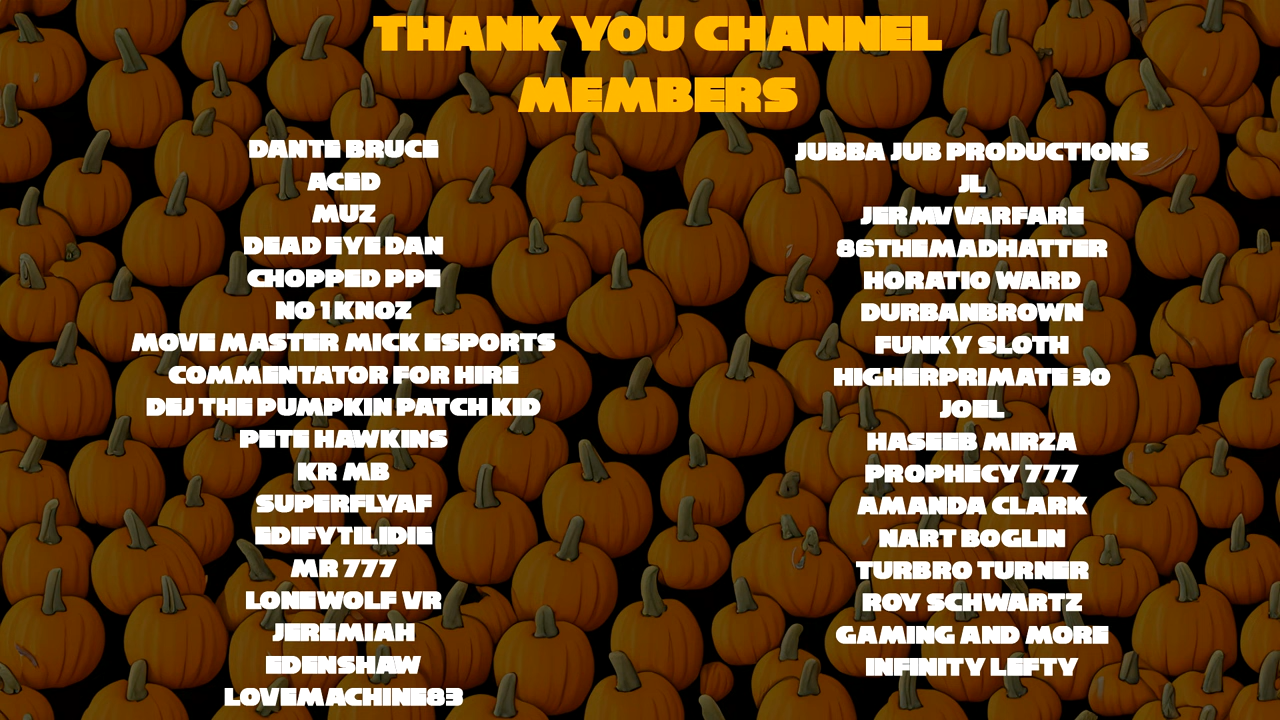 THANK YOU CHANNEL
MEMBERS
DANTE BRUCE
ACED
MUZ
DEAD EYE DAN
CHOPPED PPE
NO 1 KNOZ
MOVE MASTER MICK ESPORTS
COMMENTATOR FOR HIRE
DEJ THE PUMPKIN PATCH KID
PETE HAWKINS
KR MB
SUPERFLYAF
EDIFYTILIDIE
MR 777
LONEWOLF VR
JEREMIAH
EDENSHAW
LOVEMACHINE83
JUBBA JUB PRODUCTIONS
JL
JERMVVARFARE
86THEMADHATTER
HORATIO WARD
DURBANBROWN
FUNKY SLOTH
HIGHERPRIMATE 30
JOEL
HASEEB MIRZA
PROPHECY 777
AMANDA CLARK
NART BOGLIN
TURBRO TURNER
ROY SCHWARTZ
GAMING AND MORE
INFINITY LEFTY